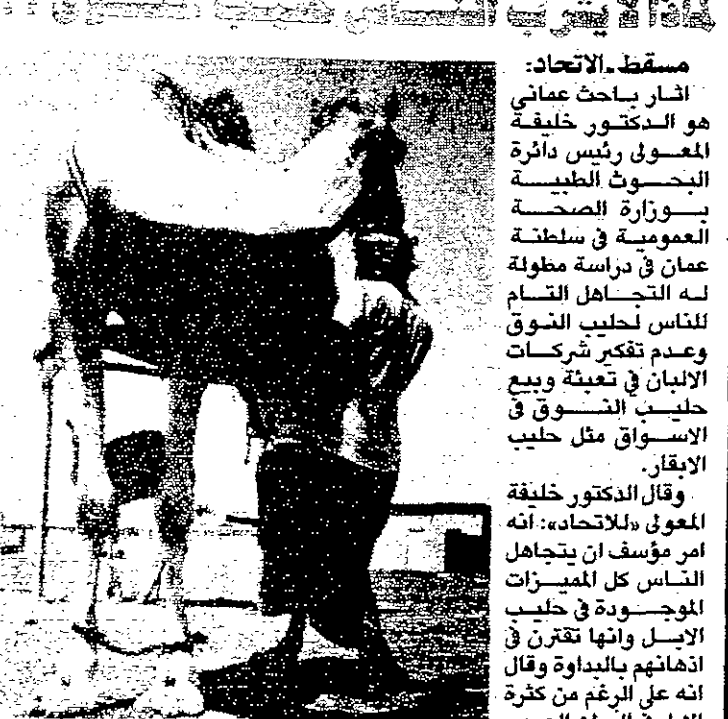 مسقط ـ الاتحاد:
اثار باحث عماني
هو الدكتور خليفة
المعولى رئيس دائرة
البحوث الطبية
بوزارة الصحة
العمومية في سلطنة
عمان في دراسة مطولة
له التجاهل التام
للناس لحليب النوق
وعدم تفكير شركات
الالبان في تعبئة وبيع
حليب النوق في
الاسواق مثل حليب
الابقار.
وقال الدكتور خليفة
المعولى «للاتحاد»: انه
امر مؤسف ان يتجاهل
الناس كل المميزات
الموجودة في حليب
الابل وانها تقترن في
اذهانهم بالبداوة وقال
انه على الرغم من كثرة